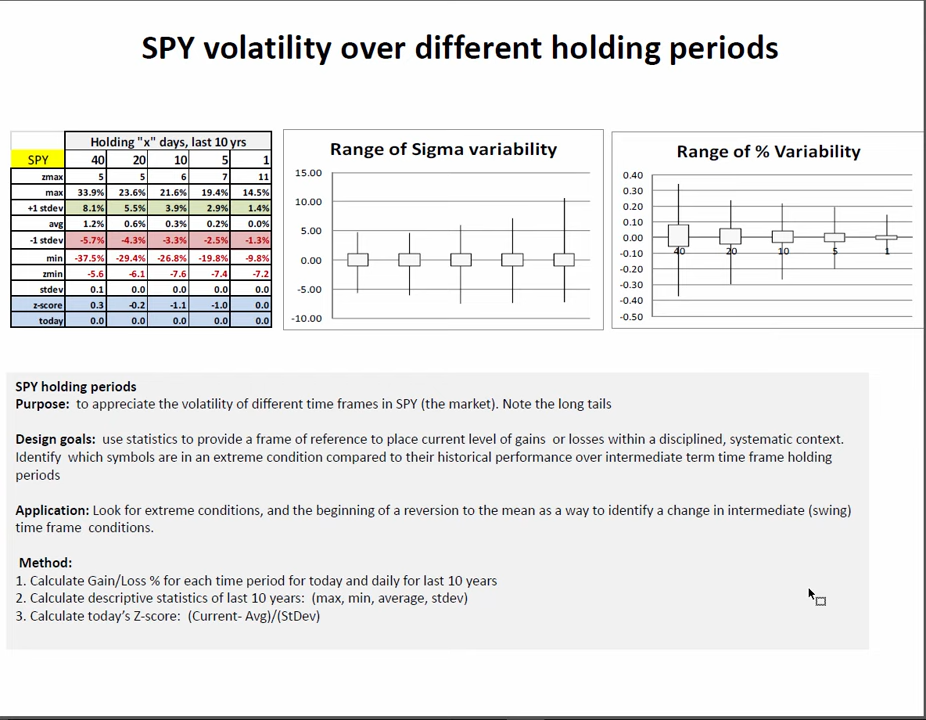 SPY volatility over different holding periods
Holding "x" days, last 10 yrs
SPY 40 20 10 5 1
zmax 5 5 6 7 11
max 33.9% 23.6% 21.6% 19.4% 14.5%
+1 stdev 8.1% 5.5% 3.9% 2.9% 1.4%
avg 1.2% 0.6% 0.3% 0.2% 0.0%
-1 stdev -5.7% -4.3% -3.3% -2.5% -1.3%
min -37.5% -29.4% -26.8% -19.8% -9.8%
zmin -5.6 -6.1 -7.6 -7.4 -7.2
stdev 0.1 0.0 0.0 0.0 0.0
z-score 0.3 -0.2 -1.1 -1.0 0.0
today 0.0 0.0 0.0 0.0 0.0
Range of Sigma variability
15.00
10.00
5.00
0.00
-5.00
-10.00
Range of % Variability
0.40
0.30
0.20
0.10
0.00
-0.10
-0.20
-0.30
-0.40
-0.50
40 20 10 5 1
SPY holding periods
Purpose: to appreciate the volatility of different time frames in SPY (the market). Note the long tails
Design goals: use statistics to provide a frame of reference to place current level of gains or losses within a disciplined, systematic context.
Identify which symbols are in an extreme condition compared to their historical performance over intermediate term time frame holding
periods
Application: Look for extreme conditions, and the beginning of a reversion to the mean as a way to identify a change in intermediate (swing)
time frame conditions.
Method:
1. Calculate Gain/Loss % for each time period for today and daily for last 10 years
2. Calculate descriptive statistics of last 10 years: (max, min, average, stdev)
3. Calculate today's Z-score: (Current- Avg)/(StDev)